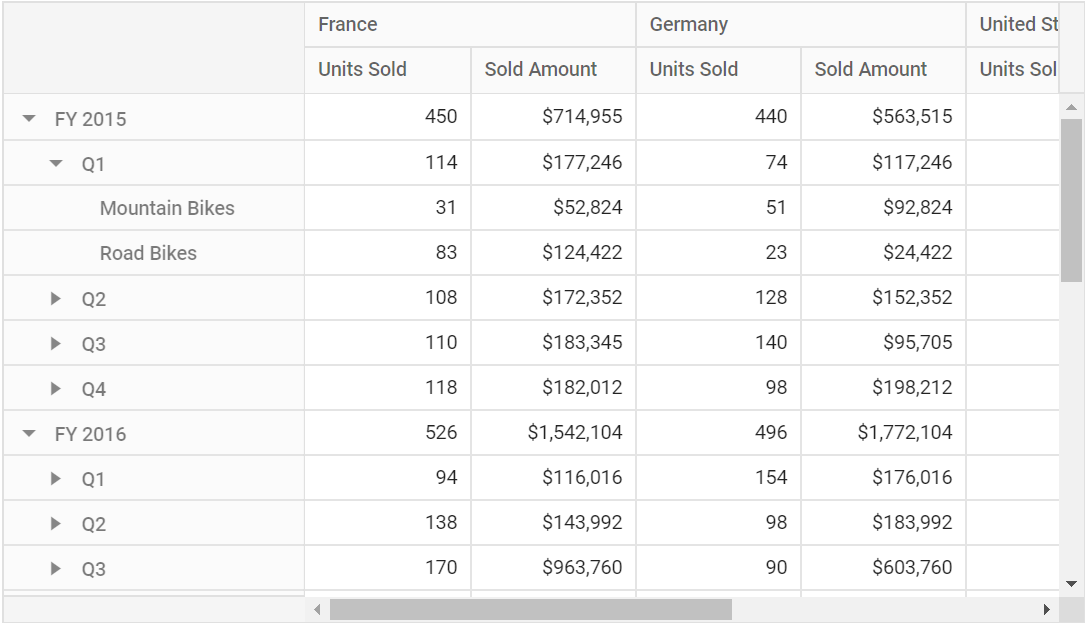 France Germany United St
Units Sold Sold Amount Units Sold Sold Amount Units Sol
FY 2015 450 $714,955 440 $563,515
Q1 114 $177,246 74 $117,246
Mountain Bikes 31 $52,824 51 $92,824
Road Bikes 83 $124,422 23 $24,422
Q2 108 $172,352 128 $152,352
Q3 110 $183,345 140 $95,705
Q4 118 $182,012 98 $198,212
FY 2016 526 $1,542,104 496 $1,772,104
Q1 94 $116,016 154 $176,016
Q2 138 $143,992 98 $183,992
Q3 170 $963,760 90 $603,760